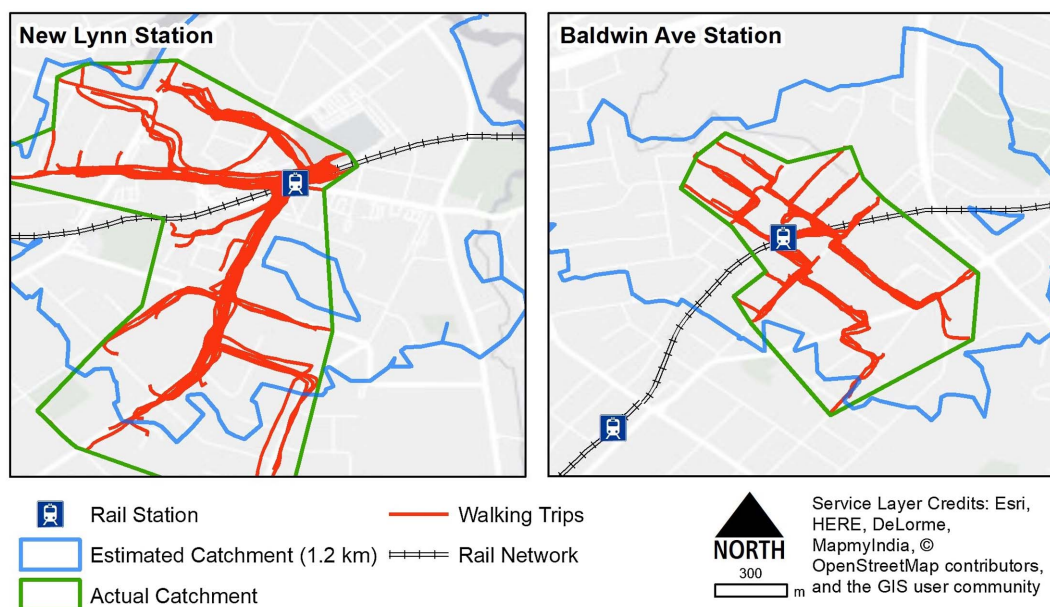 New Lynn Station
Baldwin Ave Station
Rail Station
Walking Trips
Estimated Catchment (1.2 km)
Rail Network
Actual Catchment
NORTH
300
m
Service Layer Credits: Esri,
HERE, DeLorme,
MapmyIndia, ©
OpenStreetMap contributors,
and the GIS user community